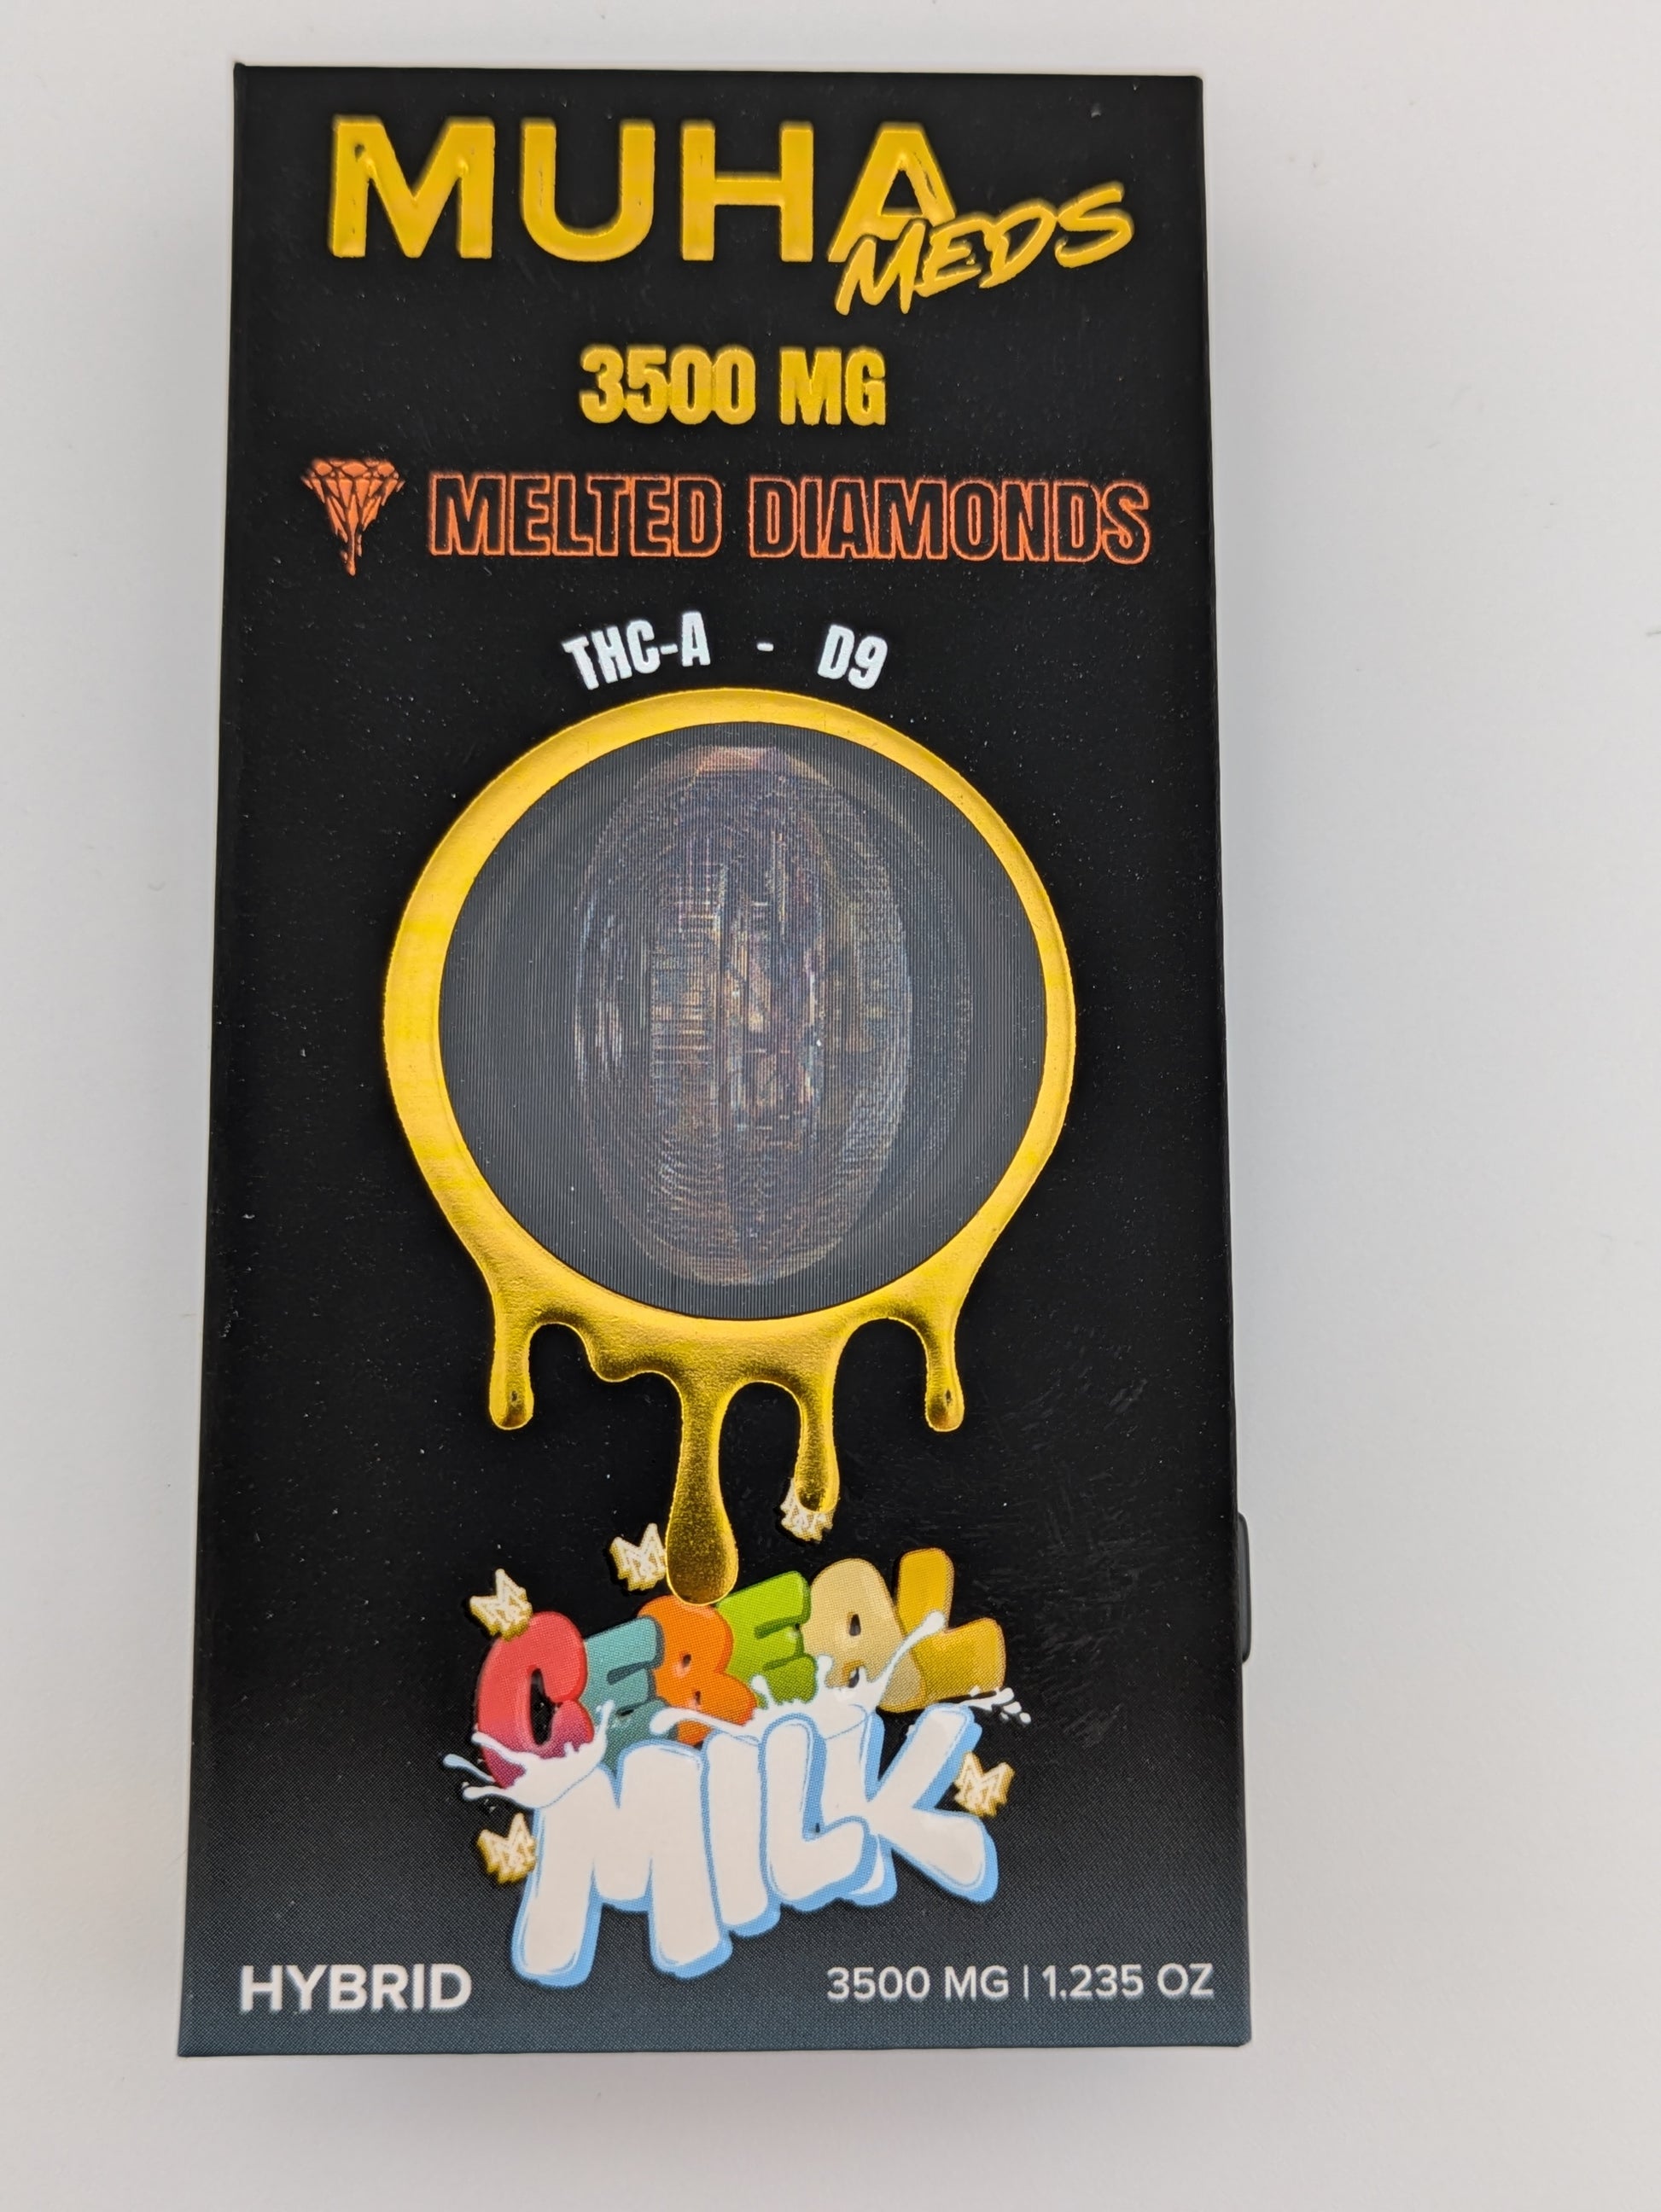 MUHA
MEDS
3500 MG
MELTED DIAMONDS
THC-A - D9
CEREAL
MILK
HYBRID
3500 MG | 1.235 OZ